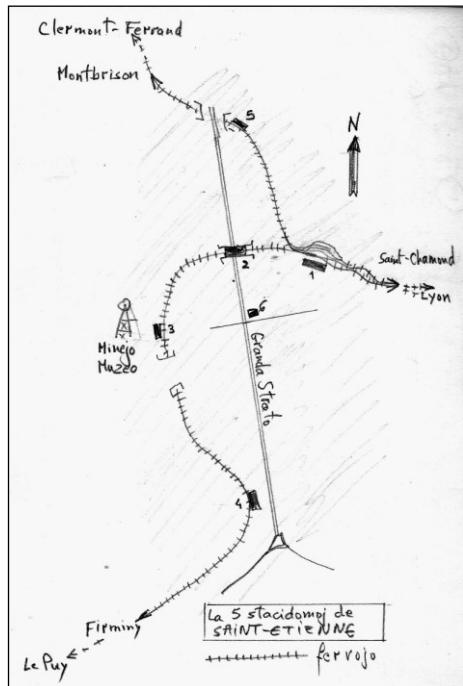 Clermont-Ferrand
Montbrison
5
N
2
Saint-Chamond
1
Lyon
6
3
Minejo
Muzeo
Granda Strato
4
Firminy
Le Puy
La 5 stacidomoj de
SAINT-ETIENNE
fervojo